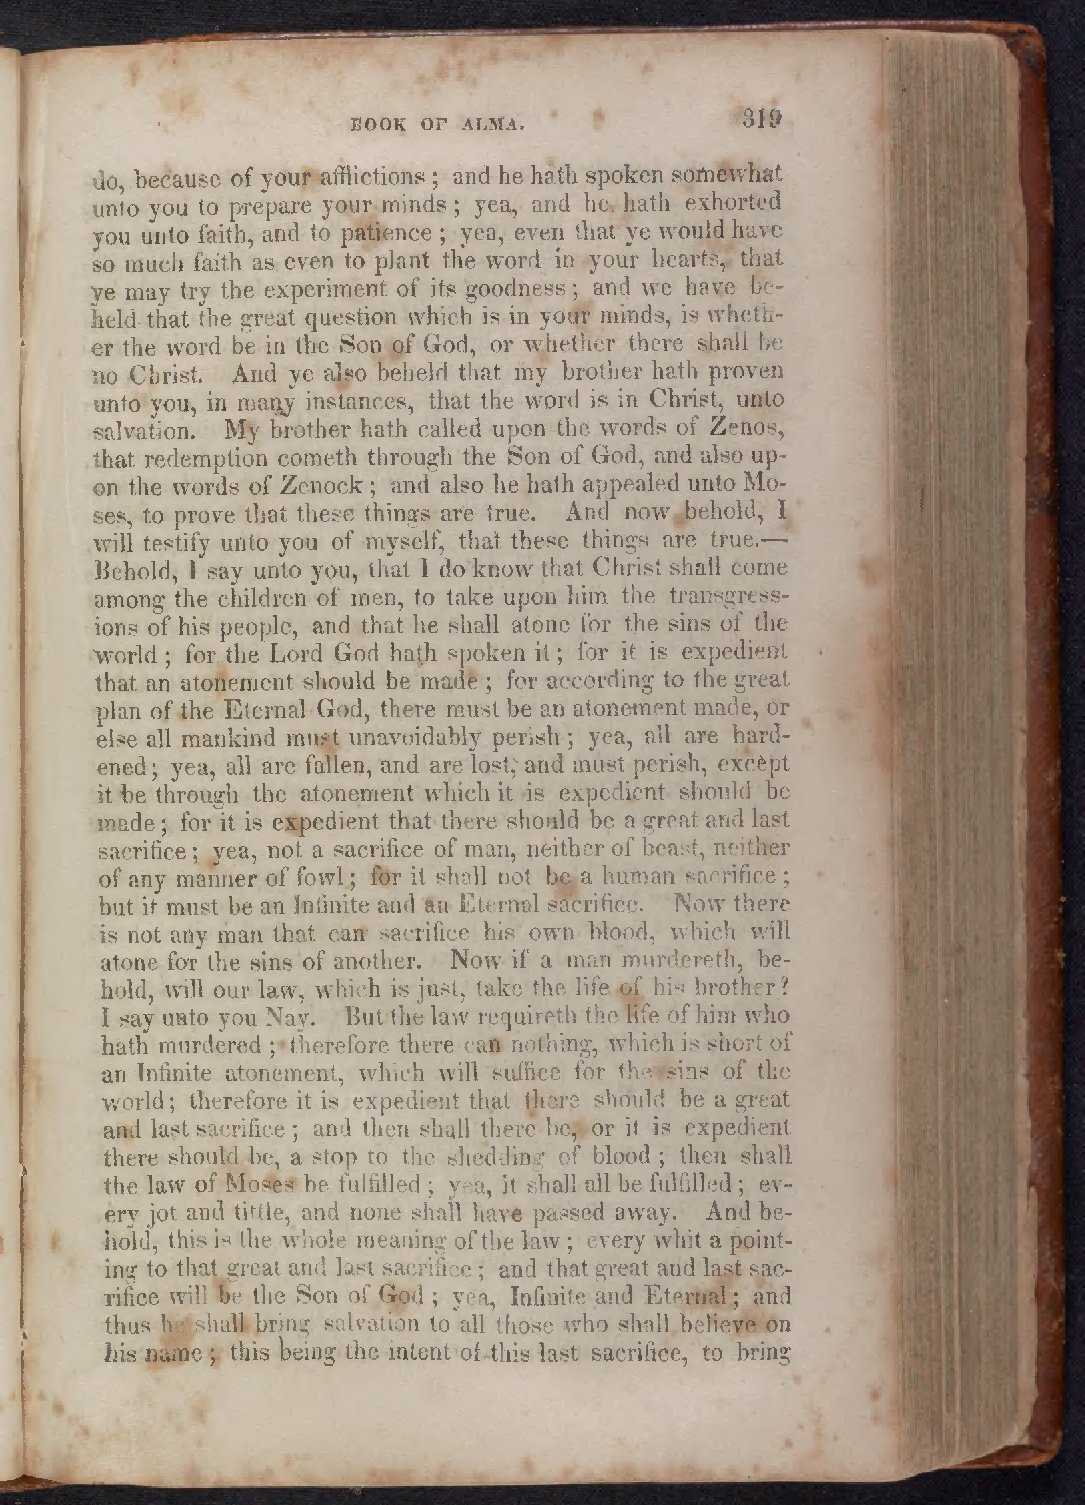 BOOK OF ALMA. 319
do, because of your afflictions ; and he hath spoken somewhat
unto you to prepare your minds ; yea, and he hath exhorted
you unto faith, and to patience ; yea, even that ye would have
so much faith as even to plant the word in your hearts, that
ye may try the experiment of its goodness ; and we have be-
held that the great question which is in your minds, is wheth-
er the word be in the Son of God, or whether there shall be
no Christ. And ye also beheld that my brother hath proven
unto you, in many instances, that the word is in Christ, unto
salvation. My brother hath called upon the words of Zenos,
that redemption cometh through the Son of God, and also up-
on the words of Zenock ; and also he hath appealed unto Mo-
ses, to prove that these things are true. And now behold, I
will testify unto you of myself, that these things are true.—
Behold, I say unto you, that I do know that Christ shall come
among the children of men, to take upon him the transgress-
ions of his people, and that he shall atone for the sins of the
world ; for the Lord God hath spoken it ; for it is expedient
that an atonement should be made ; for according to the great
plan of the Eternal God, there must be an atonement made, or
else all mankind must unavoidably perish ; yea, all are hard-
ened ; yea, all are fallen, and are lost, and must perish, except
it be through the atonement which it is expedient should be
made ; for it is expedient that there should be a great and last
sacrifice ; yea, not a sacrifice of man, neither of beast, neither
of any manner of fowl ; for it shall not be a human sacrifice ;
but it must be an Infinite and an Eternal sacrifice. Now there
is not any man that can sacrifice his own blood, which will
atone for the sins of another. Now if a man murdereth, be-
hold, will our law, which is just, take the life of his brother?
I say unto you Nay. But the law requireth the life of him who
hath murdered ; therefore there can nothing, which is short of
an Infinite atonement, which will suffice for the sins of the
world ; therefore it is expedient that there should be a great
and last sacrifice ; and then shall there be, or it is expedient
there should be, a stop to the shedding of blood ; then shall
the law of Moses be fulfilled ; yea, it shall all be fulfilled ; ev-
ery jot and tittle, and none shall have passed away. And be-
hold, this is the whole meaning of the law ; every whit a point-
ing to that great and last sacrifice ; and that great and last sac-
rifice will be the Son of God ; yea, Infinite and Eternal ; and
thus he shall bring salvation to all those who shall believe on
his name ; this being the intent of this last sacrifice, to bring